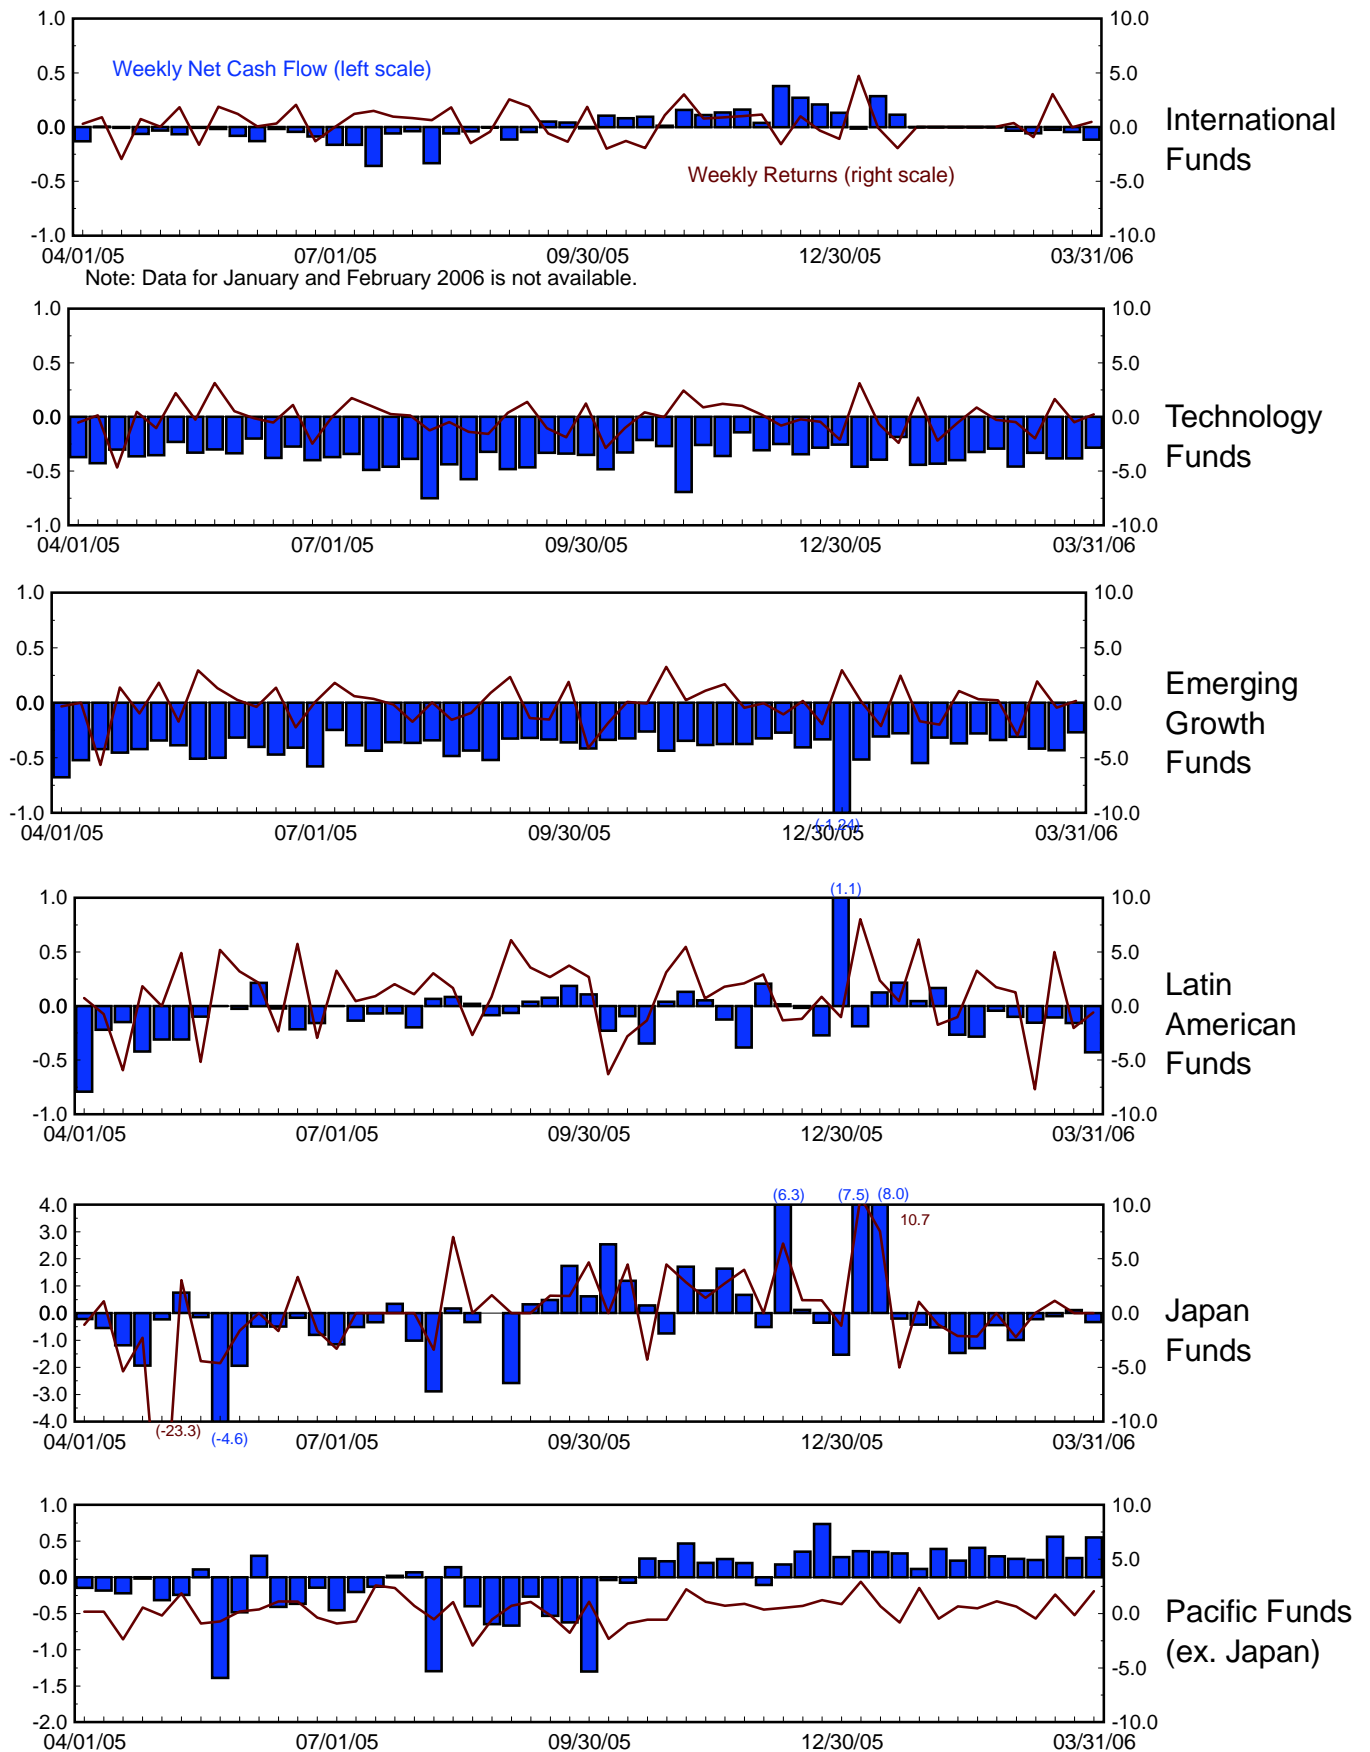 1.0 10.0
Weekly Net Cash Flow (left scale)
0.5 5.0
0.0 0.0
International
Funds
Weekly Returns (right scale)
-0.5 -5.0
-1.0 -10.0
04/01/05 07/01/05 09/30/05 12/30/05 03/31/06
Note: Data for January and February 2006 is not available.
1.0 10.0
0.5 5.0
0.0 0.0
Technology
Funds
-0.5 -5.0
-1.0 -10.0
04/01/05 07/01/05 09/30/05 12/30/05 03/31/06
1.0 10.0
0.5 5.0
0.0 0.0
Emerging
Growth
Funds
-0.5 -5.0
-1.0 -10.0
(-1.24)
04/01/05 07/01/05 09/30/05 12/30/05 03/31/06
(1.1)
1.0 10.0
0.5 5.0
0.0 0.0
Latin
American
Funds
-0.5 -5.0
-1.0 -10.0
04/01/05 07/01/05 09/30/05 12/30/05 03/31/06
(6.3) (7.5) (8.0)
4.0 10.0
10.7
3.0
2.0 5.0
1.0
0.0 0.0
Japan
Funds
-1.0
-2.0 -5.0
-3.0
-4.0 -10.0
(-23.3) (-4.6)
04/01/05 07/01/05 09/30/05 12/30/05 03/31/06
1.0 10.0
0.5 5.0
0.0
-0.5 0.0
Pacific Funds
(ex. Japan)
-1.0 -5.0
-1.5
-2.0 -10.0
04/01/05 07/01/05 09/30/05 12/30/05 03/31/06